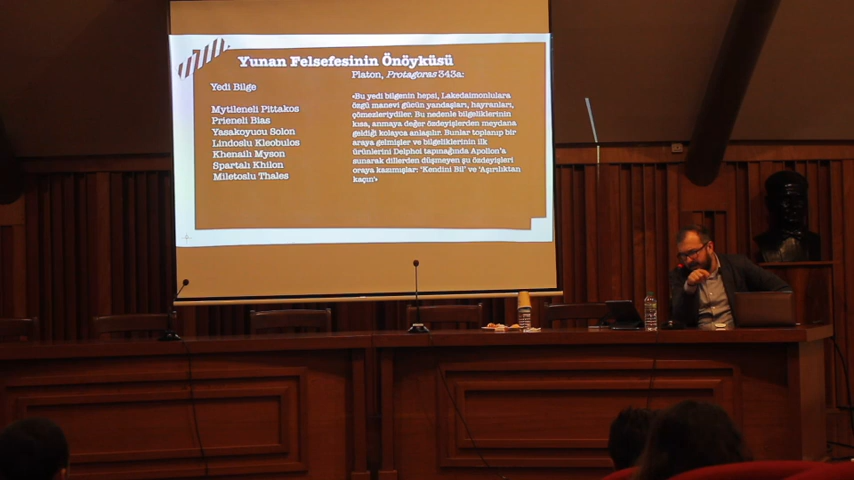 Yunan Felsefesinin Önöyküsü
Yedi Bilge
Mytileneli Pittakos
Prieneli Bias
Yasakoyucu Solon
Lindoslu Kleobulos
Khenaili Myson
Spartalı Khilon
Miletoslu Thales
Platon, Protagoras 343a:
«Bu yedi bilgenin hepsi, Lakedaimonlulara
özgü manevi gücün yandaşları, hayranları,
çömezleriydiler. Bu nedenle bilgeliklerinin
kısa, anmaya değer özdeyişlerden meydana
geldiği kolayca anlaşılır. Bunlar toplanıp bir
araya gelmişler ve bilgeliklerinin ilk
ürünlerini Delphoi tapınağında Apollon'a
sunarak dillerden düşmeyen şu özdeyişleri
oraya kazımışlar: 'Kendini Bil' ve 'Aşırılıktan
kaçın'»